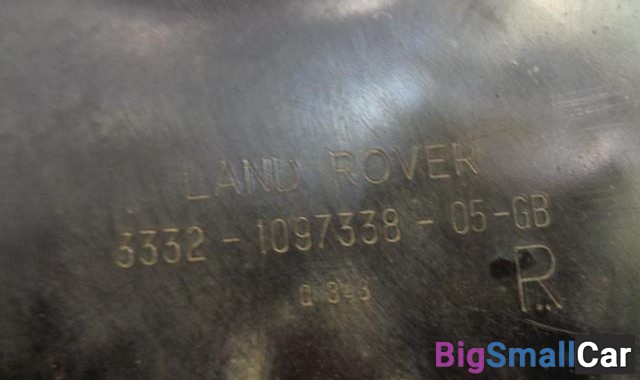 LAND ROVER
3332-1097338-05-GB
R
BigSmallCar